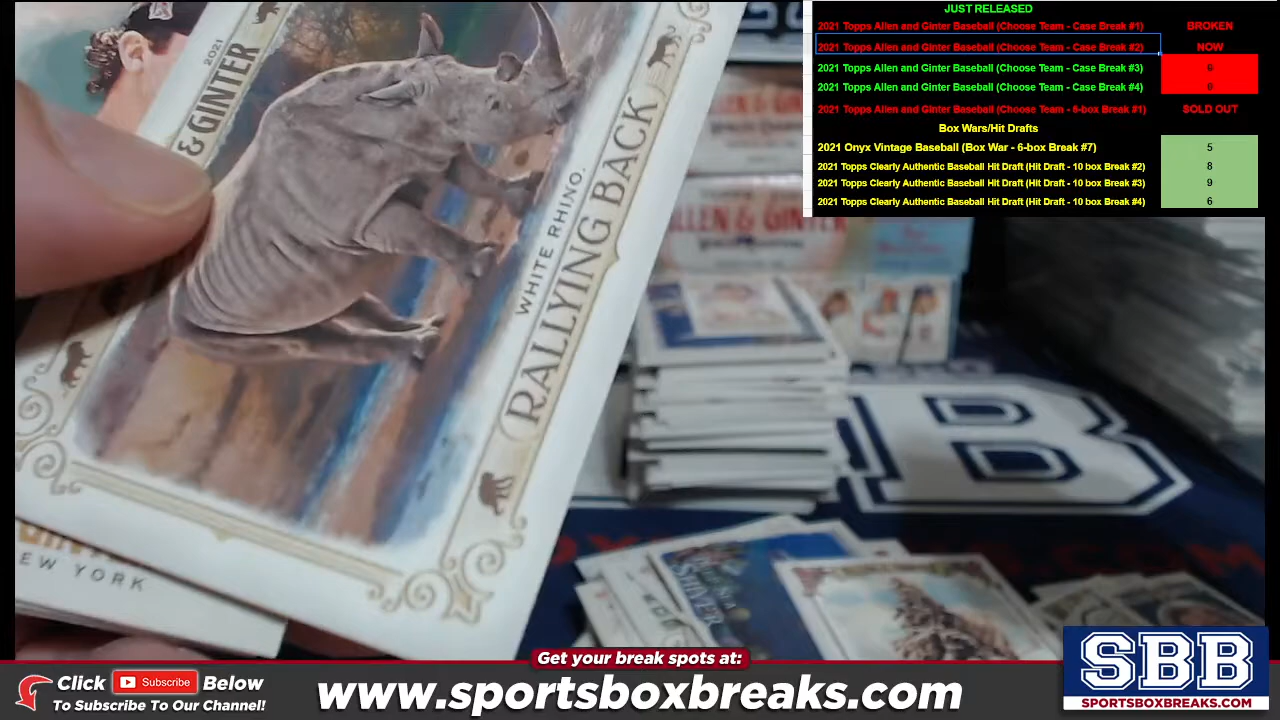 JUST RELEASED
2021 Topps Allen and Ginter Baseball (Choose Team - Case Break #1) BROKEN
2021 Topps Allen and Ginter Baseball (Choose Team - Case Break #2) NOW
2021 Topps Allen and Ginter Baseball (Choose Team - Case Break #3) 0
2021 Topps Allen and Ginter Baseball (Choose Team - Case Break #4) 0
2021 Topps Allen and Ginter Baseball (Choose Team - 6-box Break #1) SOLD OUT
Box Wars/Hit Drafts
2021 Onyx Vintage Baseball (Box War - 6-box Break #7) 5
2021 Topps Clearly Authentic Baseball Hit Draft (Hit Draft - 10 box Break #2) 8
2021 Topps Clearly Authentic Baseball Hit Draft (Hit Draft - 10 box Break #3) 9
2021 Topps Clearly Authentic Baseball Hit Draft (Hit Draft - 10 box Break #4) 6
2021
& GINTER
WHITE RHINO.
RALLYING BACK
ALLEN & GINTER
B
EW YORK
Get your break spots at:
Click Subscribe Below
To Subscribe To Our Channel!
www.sportsboxbreaks.com
SBB
SPORTSBOXBREAKS.COM